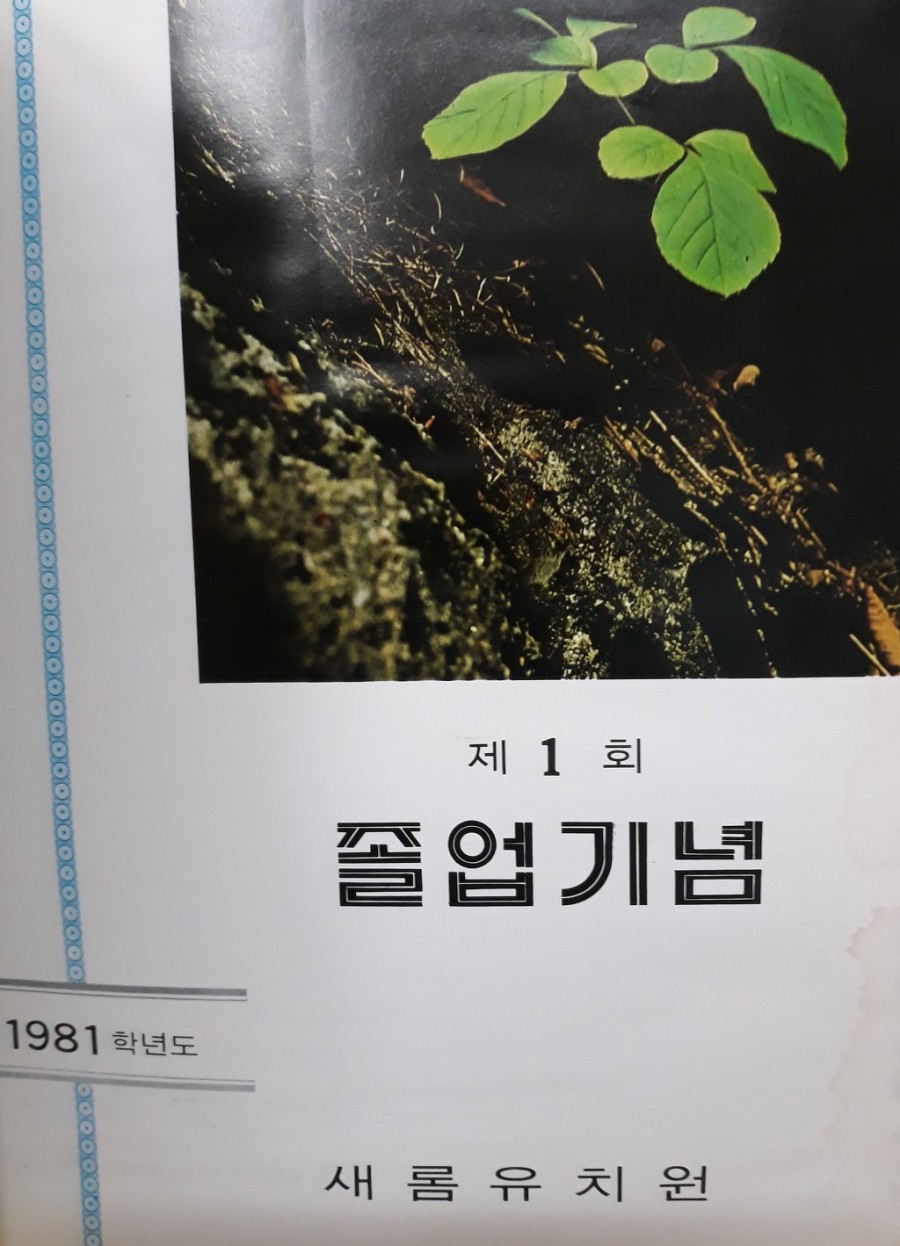 제 1 회
졸업기념
1981 학년도
새롬유치원